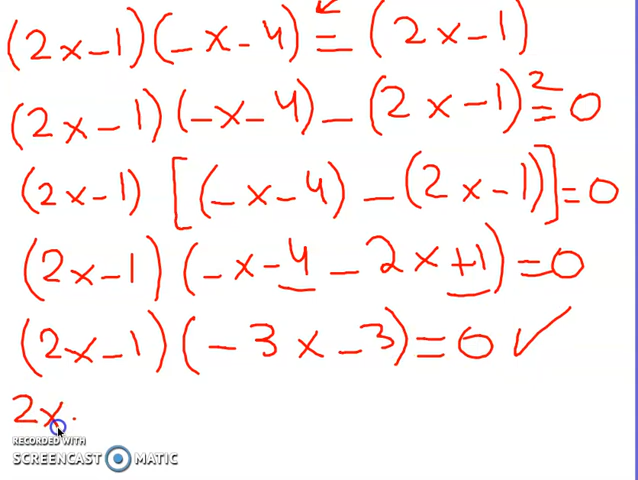 (2x-1)(-x-4) = (2x-1)
(2x-1)(-x-4) - (2x-1)² = 0
(2x-1) [(-x-4) - (2x-1)] = 0
(2x-1)(-x-4-2x+1) = 0
(2x-1)(-3x-3) = 0 ✓
2x
RECORDED WITH
SCREENCAST MATIC